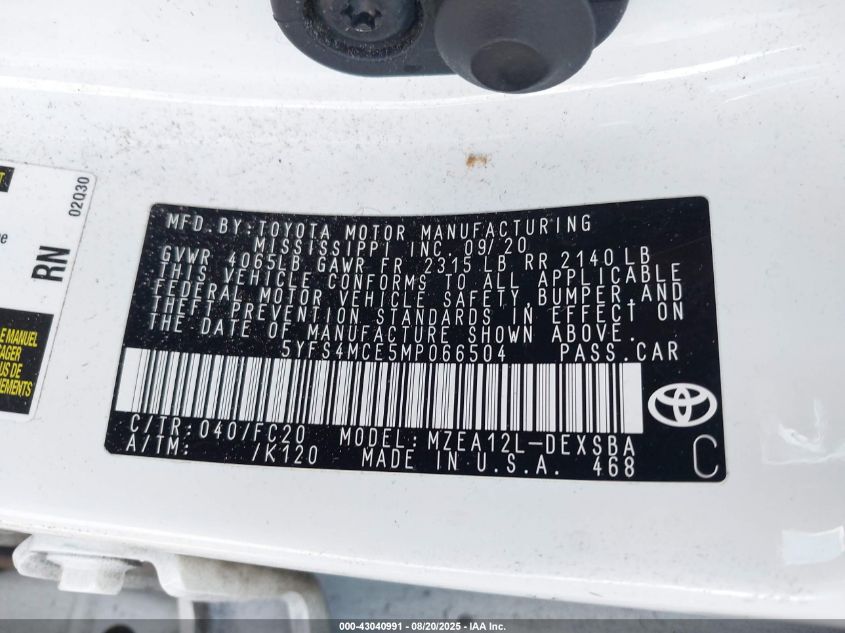 02Q30
RN
MFD.BY:TOYOTA MOTOR MANUFACTURING
MISSISSIPPI INC. 09/20
GVWR 4065LB GAWR FR 2315 LB RR 2140 LB
THIS VEHICLE CONFORMS TO ALL APPLICABLE
FEDERAL MOTOR VEHICLE SAFETY,BUMPER,AND
THEFT PREVENTION STANDARDS IN EFFECT ON
THE DATE OF MANUFACTURE SHOWN ABOVE.
5YFS4MCE5MP066504 PASS.CAR
C/TR:040/FC20 MODEL:MZEA12L-DEXSBA
A/TM: /K120 MADE IN U.S.A. 468
C
E MANUEL
000-43040991 - 08/20/2025 - IAA Inc.